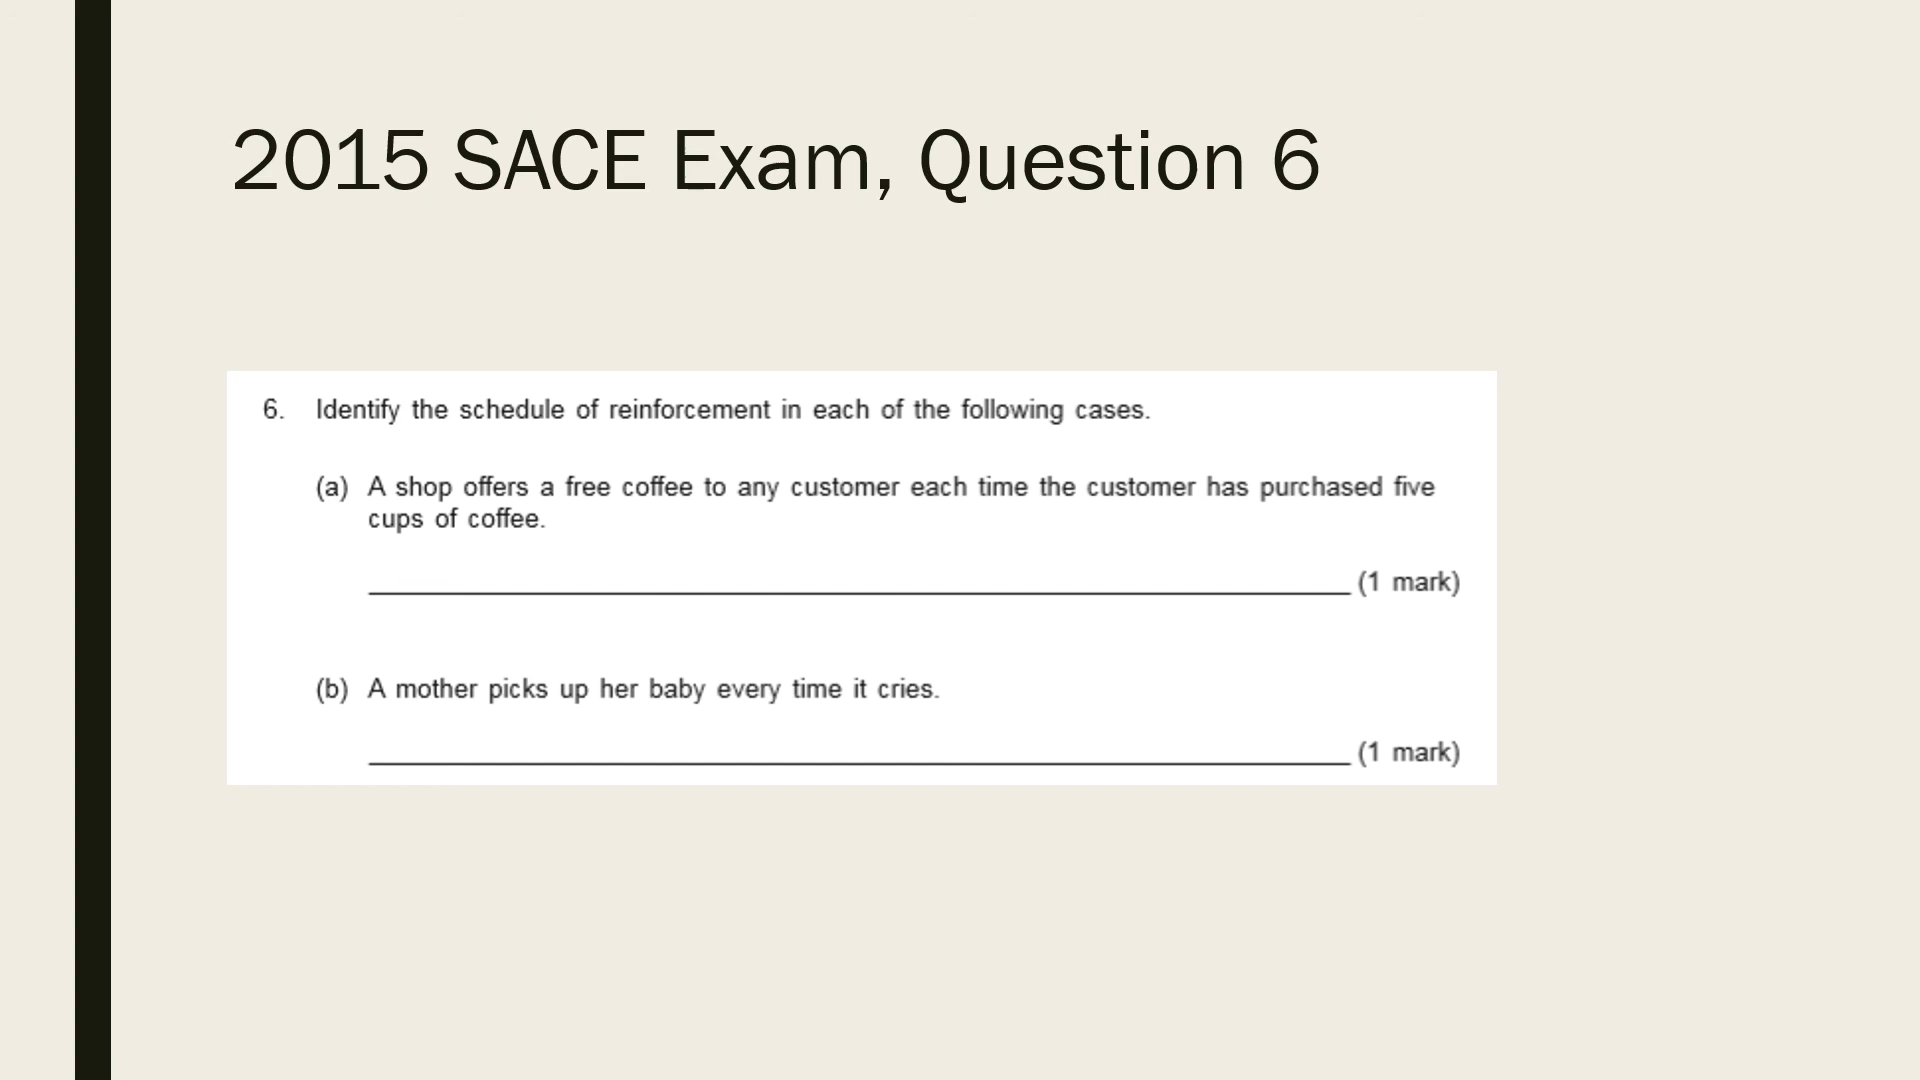 2015 SACE Exam, Question 6
6. Identify the schedule of reinforcement in each of the following cases.
(a) A shop offers a free coffee to any customer each time the customer has purchased five
cups of coffee.
(1 mark)
(b) A mother picks up her baby every time it cries.
(1 mark)